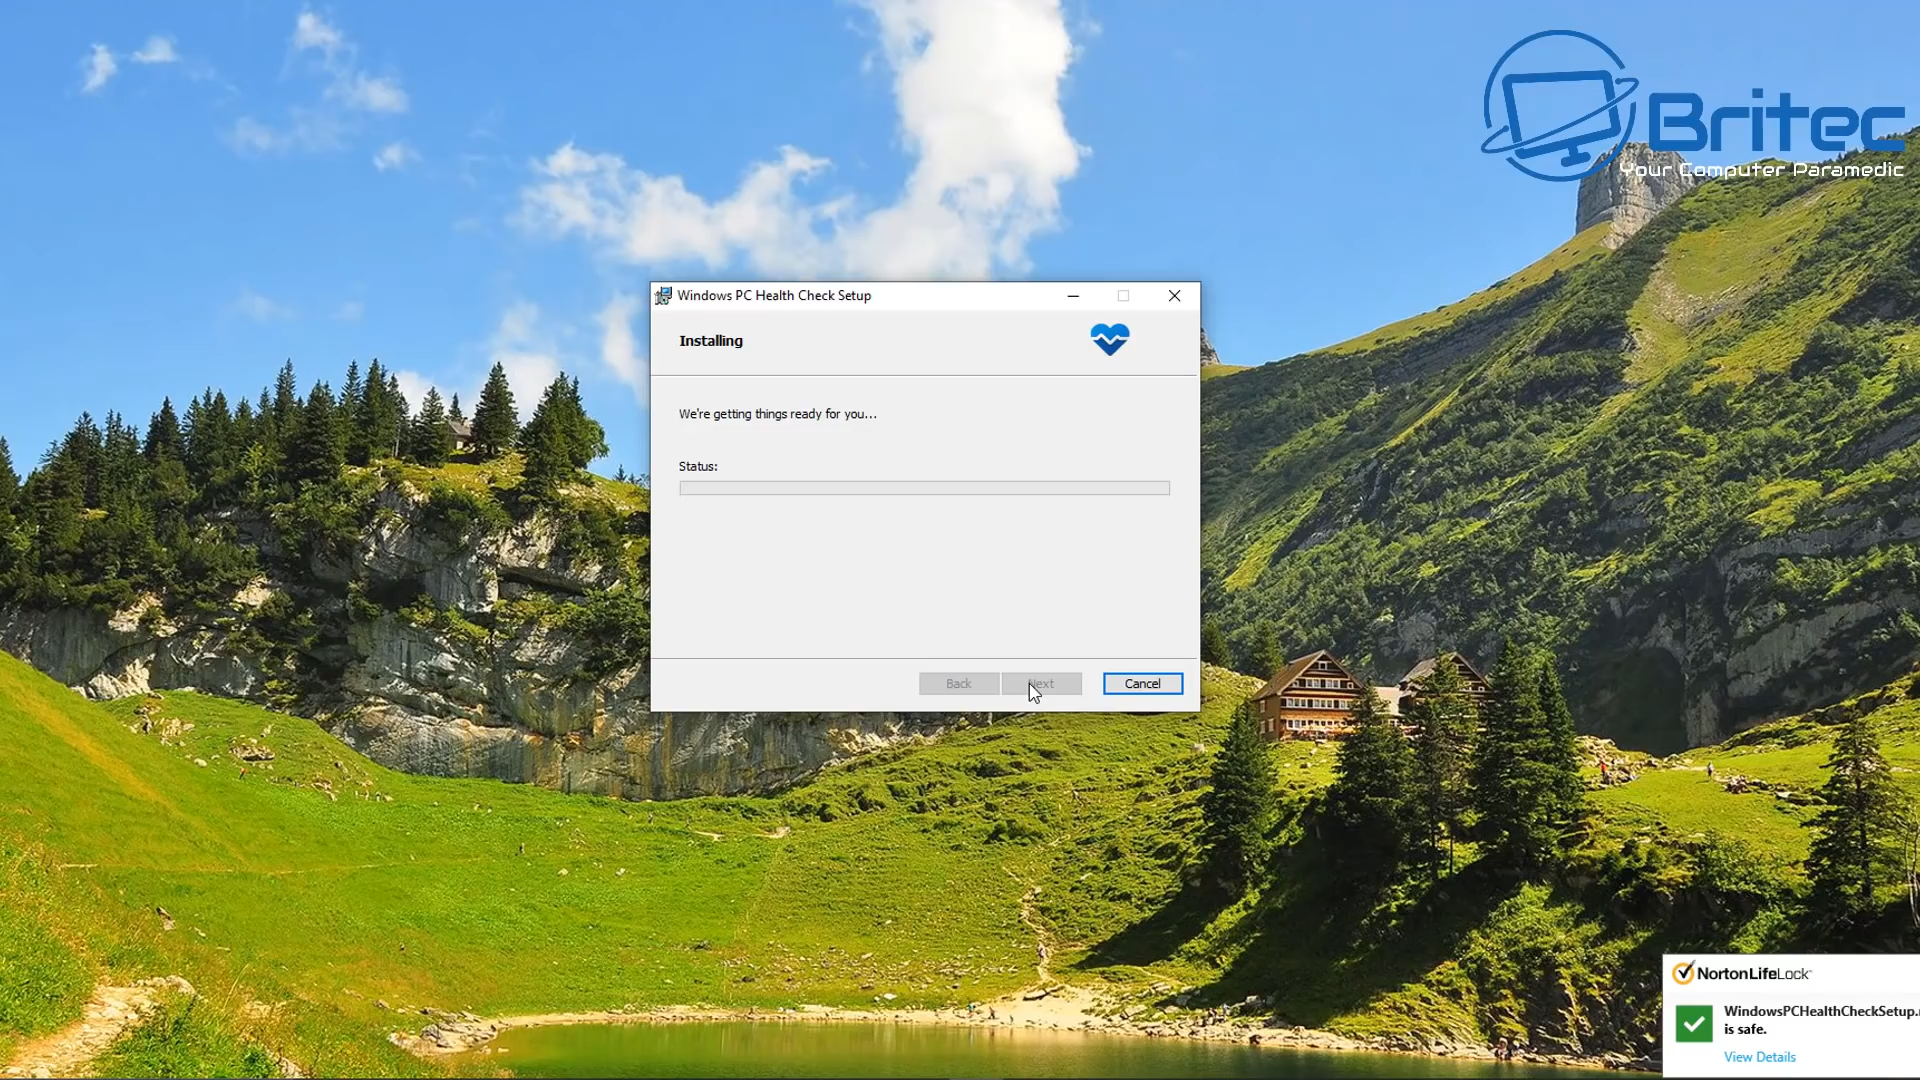 Britec
Your Computer Paramedic
Windows PC Health Check Setup
Installing
We're getting things ready for you...
Status:
Back
Next
Cancel
NortonLifeLock
WindowsPCHealthCheckSetup.
is safe.
View Details